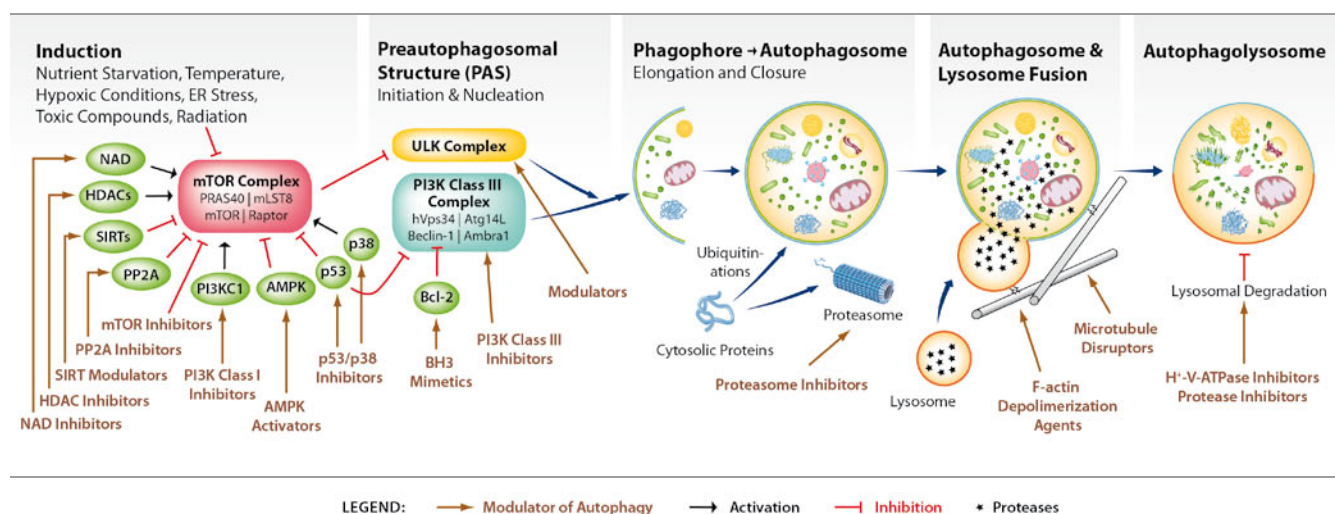 Induction
Nutrient Starvation, Temperature,
Hypoxic Conditions, ER Stress,
Toxic Compounds, Radiation
NAD
HDACs
SIRTs
PP2A
PI3KC1
AMPK
p53
p38
mTOR Complex
PRAS40 | mLST8
mTOR | Raptor
mTOR Inhibitors
PP2A Inhibitors
SIRT Modulators
HDAC Inhibitors
NAD Inhibitors
PI3K Class I
Inhibitors
AMPK
Activators
p53/p38
Inhibitors
Preautophagosomal
Structure (PAS)
Initiation & Nucleation
ULK Complex
PI3K Class III
Complex
hVps34 | Atg14L
Beclin-1 | Ambra1
Bcl-2
BH3
Mimetics
PI3K Class III
Inhibitors
Modulators
Phagophore → Autophagosome
Elongation and Closure
Ubiquitin-
ations
Cytosolic Proteins
Proteasome
Proteasome Inhibitors
Autophagosome &
Lysosome Fusion
Lysosome
F-actin
Depolimerization
Agents
Microtubule
Disruptors
Autophagolysosome
Lysosomal Degradation
H+-V-ATPase Inhibitors
Protease Inhibitors
LEGEND:
Modulator of Autophagy
Activation
Inhibition
Proteases